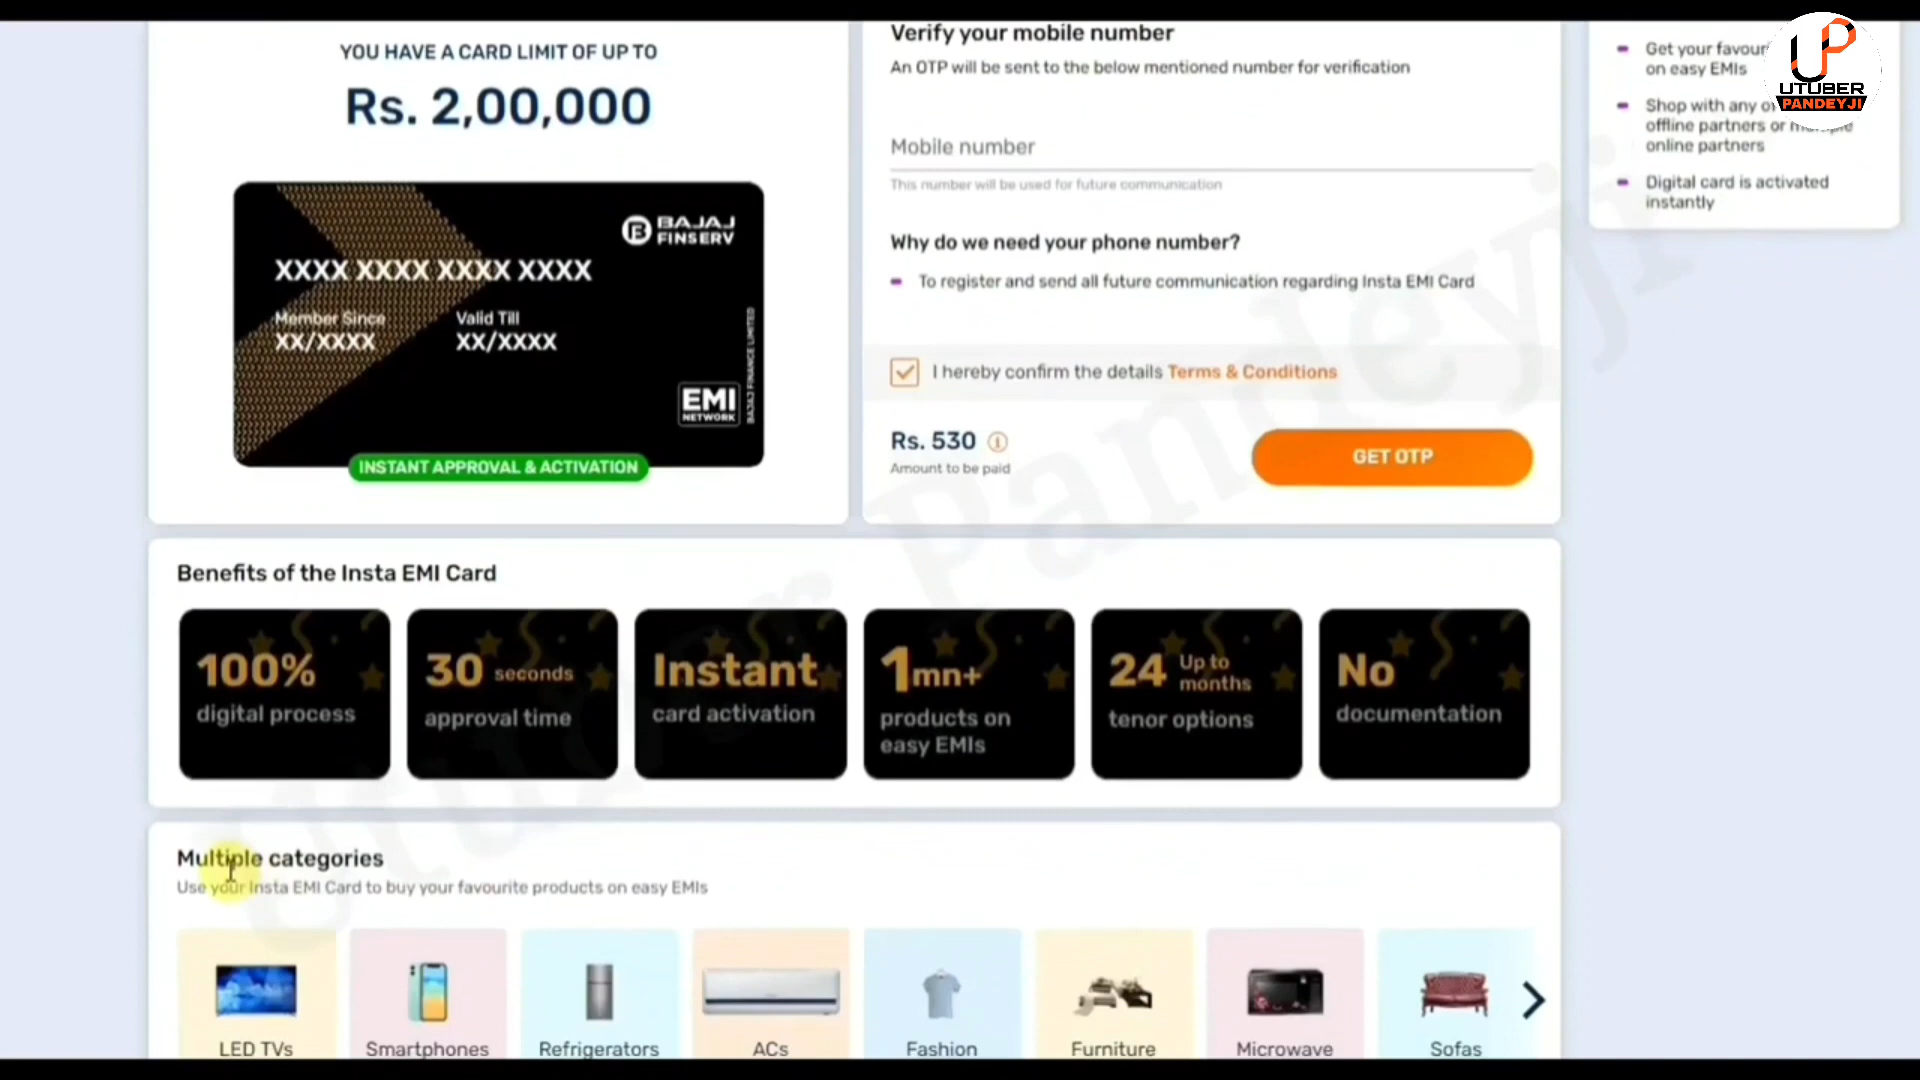 YOU HAVE A CARD LIMIT OF UP TO
Rs. 2,00,000
BAJAJ
FINSERV
XXXX XXXX XXXX XXXX
Member Since
Valid Till
XX/XXXX
XX/XXXX
EMI
NETWORK
BAJAJ FINANCE LIMITED
INSTANT APPROVAL & ACTIVATION
Verify your mobile number
An OTP will be sent to the below mentioned number for verification
Mobile number
This number will be used for future communication
Why do we need your phone number?
To register and send all future communication regarding Insta EMI Card
I hereby confirm the details Terms & Conditions
Rs. 530
Amount to be paid
GET OTP
Get your
on easy EMIs
Shop with any
offline partners or
online partners
Digital card is activated
instantly
UP
UTUBER
PANDEYJI
Benefits of the Insta EMI Card
100%
digital process
30 seconds
approval time
Instant
card activation
1mn+
products on
easy EMIs
24 Up to
months
tenor options
No
documentation
Multiple categories
Use your Insta EMI Card to buy your favourite products on easy EMIs
LED TVs
Smartphones
Refrigerators
ACs
Fashion
Furniture
Microwave
Sofas
Utuber Pandeyji